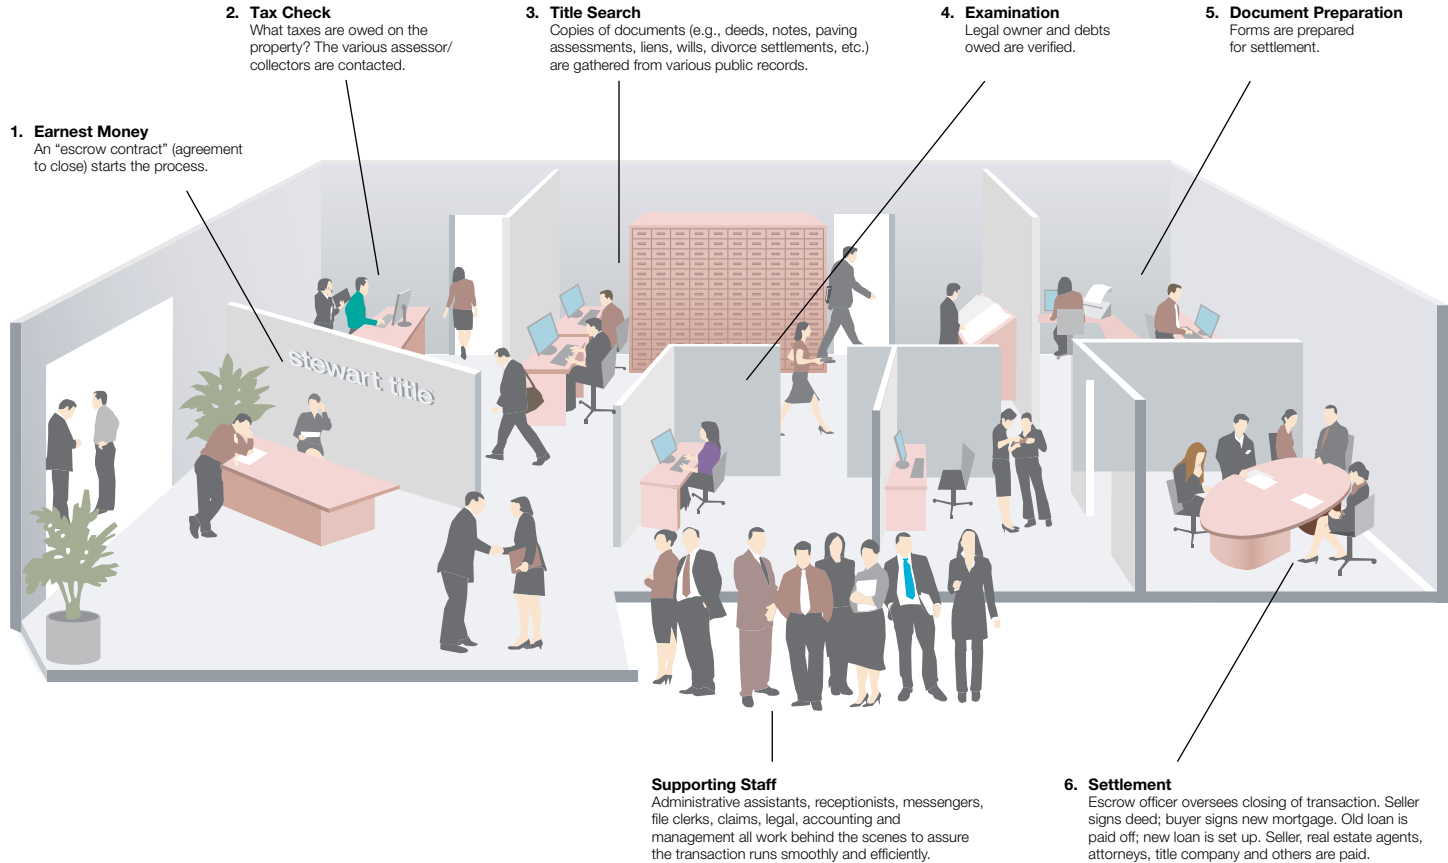 2. Tax Check
What taxes are owed on the
property? The various assessor/
collectors are contacted.
3. Title Search
Copies of documents (e.g., deeds, notes, paving
assessments, liens, wills, divorce settlements, etc.)
are gathered from various public records.
4. Examination
Legal owner and debts
owed are verified.
5. Document Preparation
Forms are prepared
for settlement.
1. Earnest Money
An “escrow contract” (agreement
to close) starts the process.
stewart title
Supporting Staff
Administrative assistants, receptionists, messengers,
file clerks, claims, legal, accounting and
management all work behind the scenes to assure
the transaction runs smoothly and efficiently.
6. Settlement
Escrow officer oversees closing of transaction. Seller
signs deed; buyer signs new mortgage. Old loan is
paid off; new loan is set up. Seller, real estate agents,
attorneys, title company and others are paid.